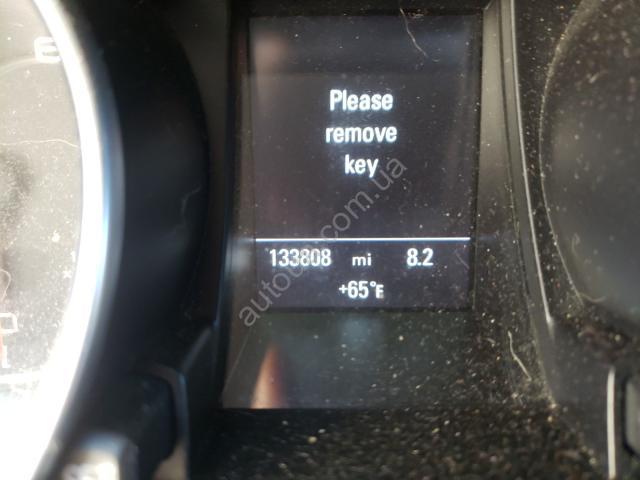 Please
remove
key
133808 mi 8.2
+65°F
autoua.com.ua